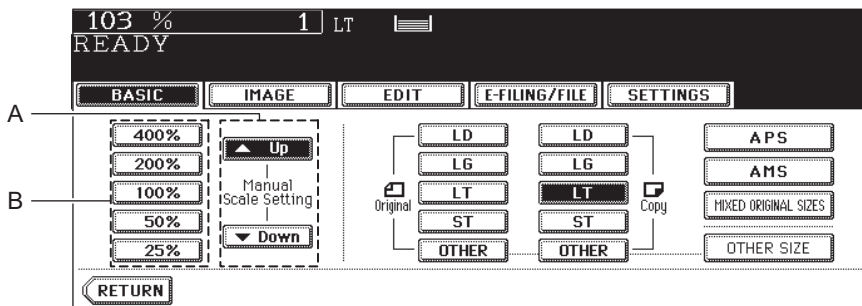 103 % 1 LT
READY
BASIC IMAGE EDIT E-FILING/FILE SETTINGS
A
B
400%
200%
100%
50%
25%
Up
Manual
Scale Setting
Down
Original
LD
LG
LT
ST
OTHER
LD
LG
LT
ST
OTHER
Copy
APS
AMS
MIXED ORIGINAL SIZES
OTHER SIZE
RETURN